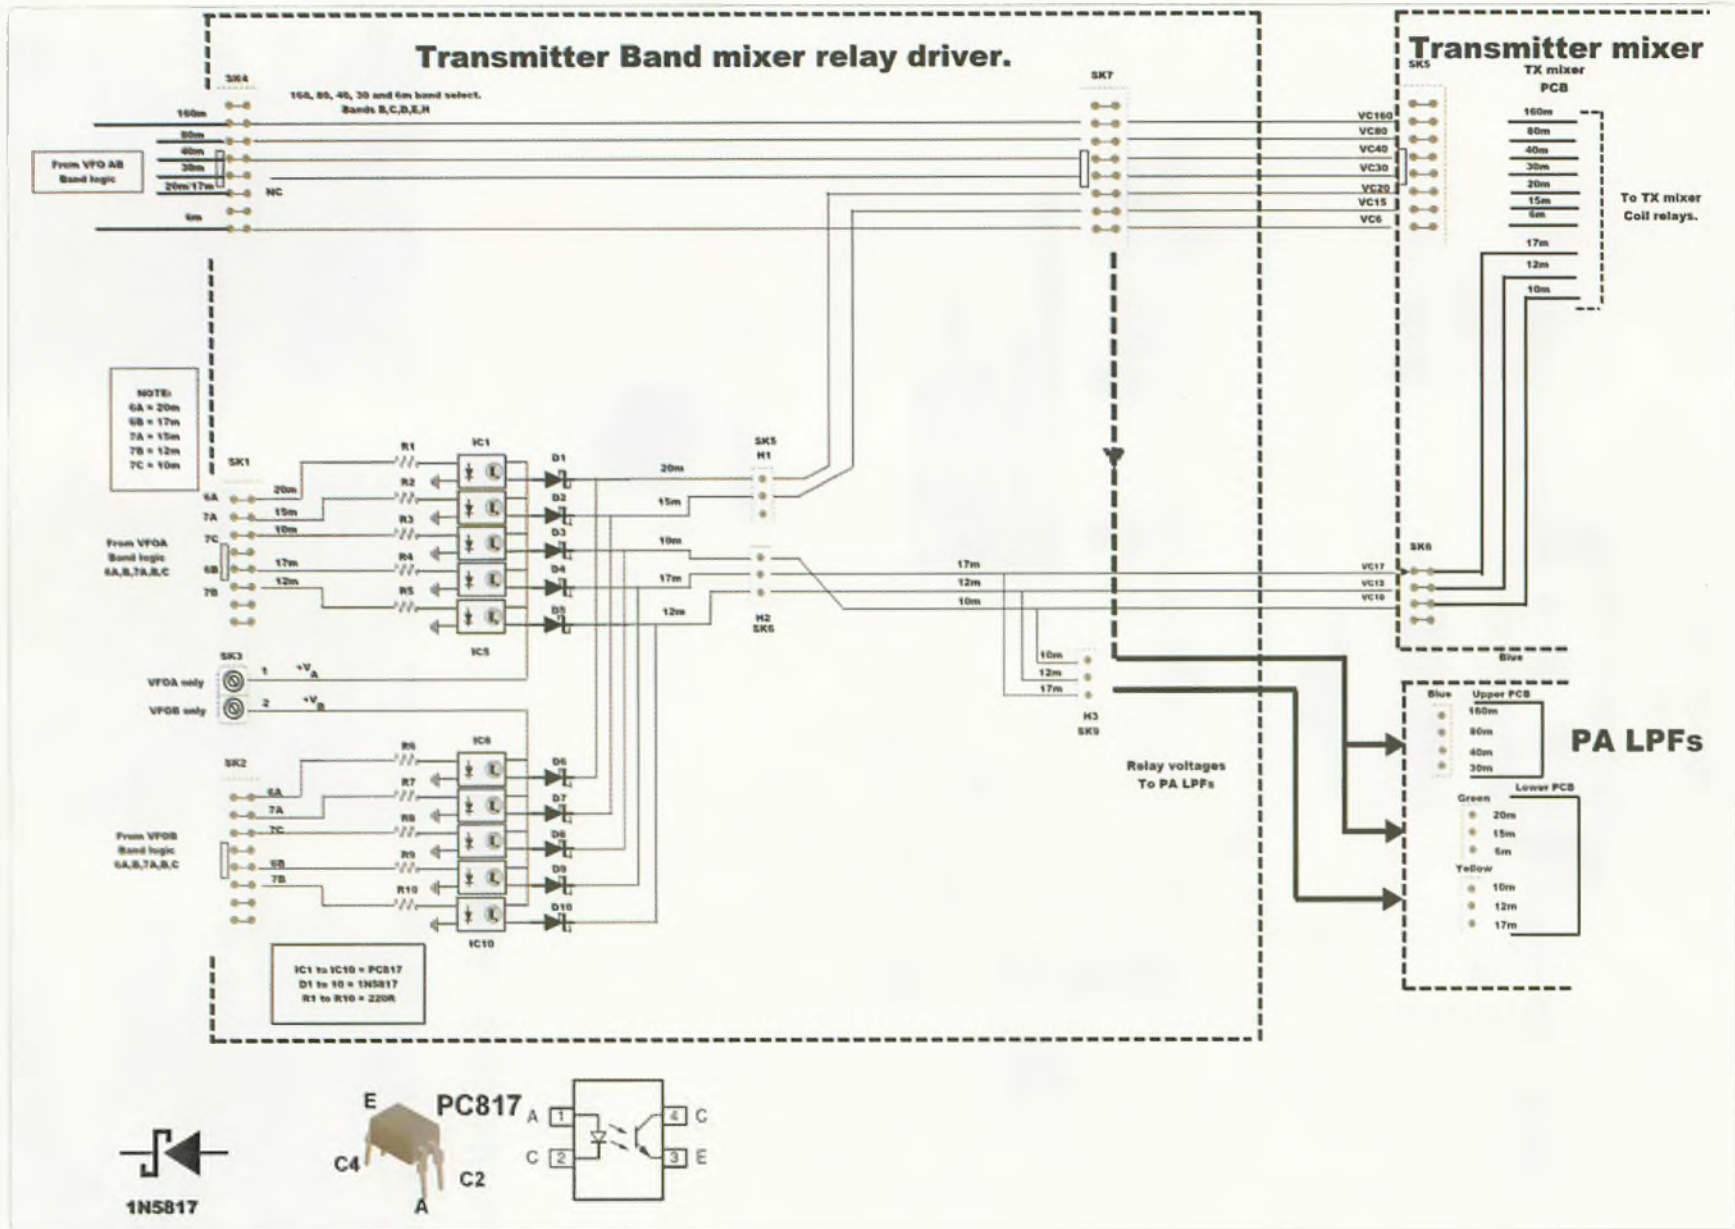 Transmitter Band mixer relay driver.
Transmitter mixer
SK4
160, 80, 40, 30 and 6m band select.
Bands B,C,D,E,H
SK7
SK5
TX mixer
PCB
160m
80m
40m
30m
20m/17m
6m
From VFO AB
Band logic
NC
VC160
VC80
VC40
VC30
VC20
VC15
VC6
160m
80m
40m
30m
20m
15m
6m
17m
12m
10m
To TX mixer
Coil relays.
NOTE:
6A = 20m
6B = 17m
7A = 15m
7B = 12m
7C = 10m
SK1
6A
7A
7C
6B
7B
20m
15m
10m
17m
12m
From VFOA
Band logic
6A,B,7A,B,C
R1
R2
R3
R4
R5
IC1
IC5
D1
D2
D3
D4
D5
20m
15m
10m
17m
12m
SK5
H1
H2
SK6
17m
12m
10m
VC17
VC12
VC10
SK6
Blue
SK3
VFOA only
1
+VA
VFOB only
2
+VB
10m
12m
17m
H3
SK9
Relay voltages
To PA LPFs
SK2
6A
7A
7C
6B
7B
From VFOB
Band logic
6A,B,7A,B,C
R6
R7
R8
R9
R10
IC6
IC10
D6
D7
D8
D9
D10
Blue
Upper PCB
160m
80m
40m
30m
PA LPFs
Lower PCB
Green
20m
15m
6m
Yellow
10m
12m
17m
IC1 to IC10 = PC817
D1 to 10 = 1N5817
R1 to R10 = 220R
1N5817
E
PC817
C4
C2
A
A 1
C 2
4 C
3 E